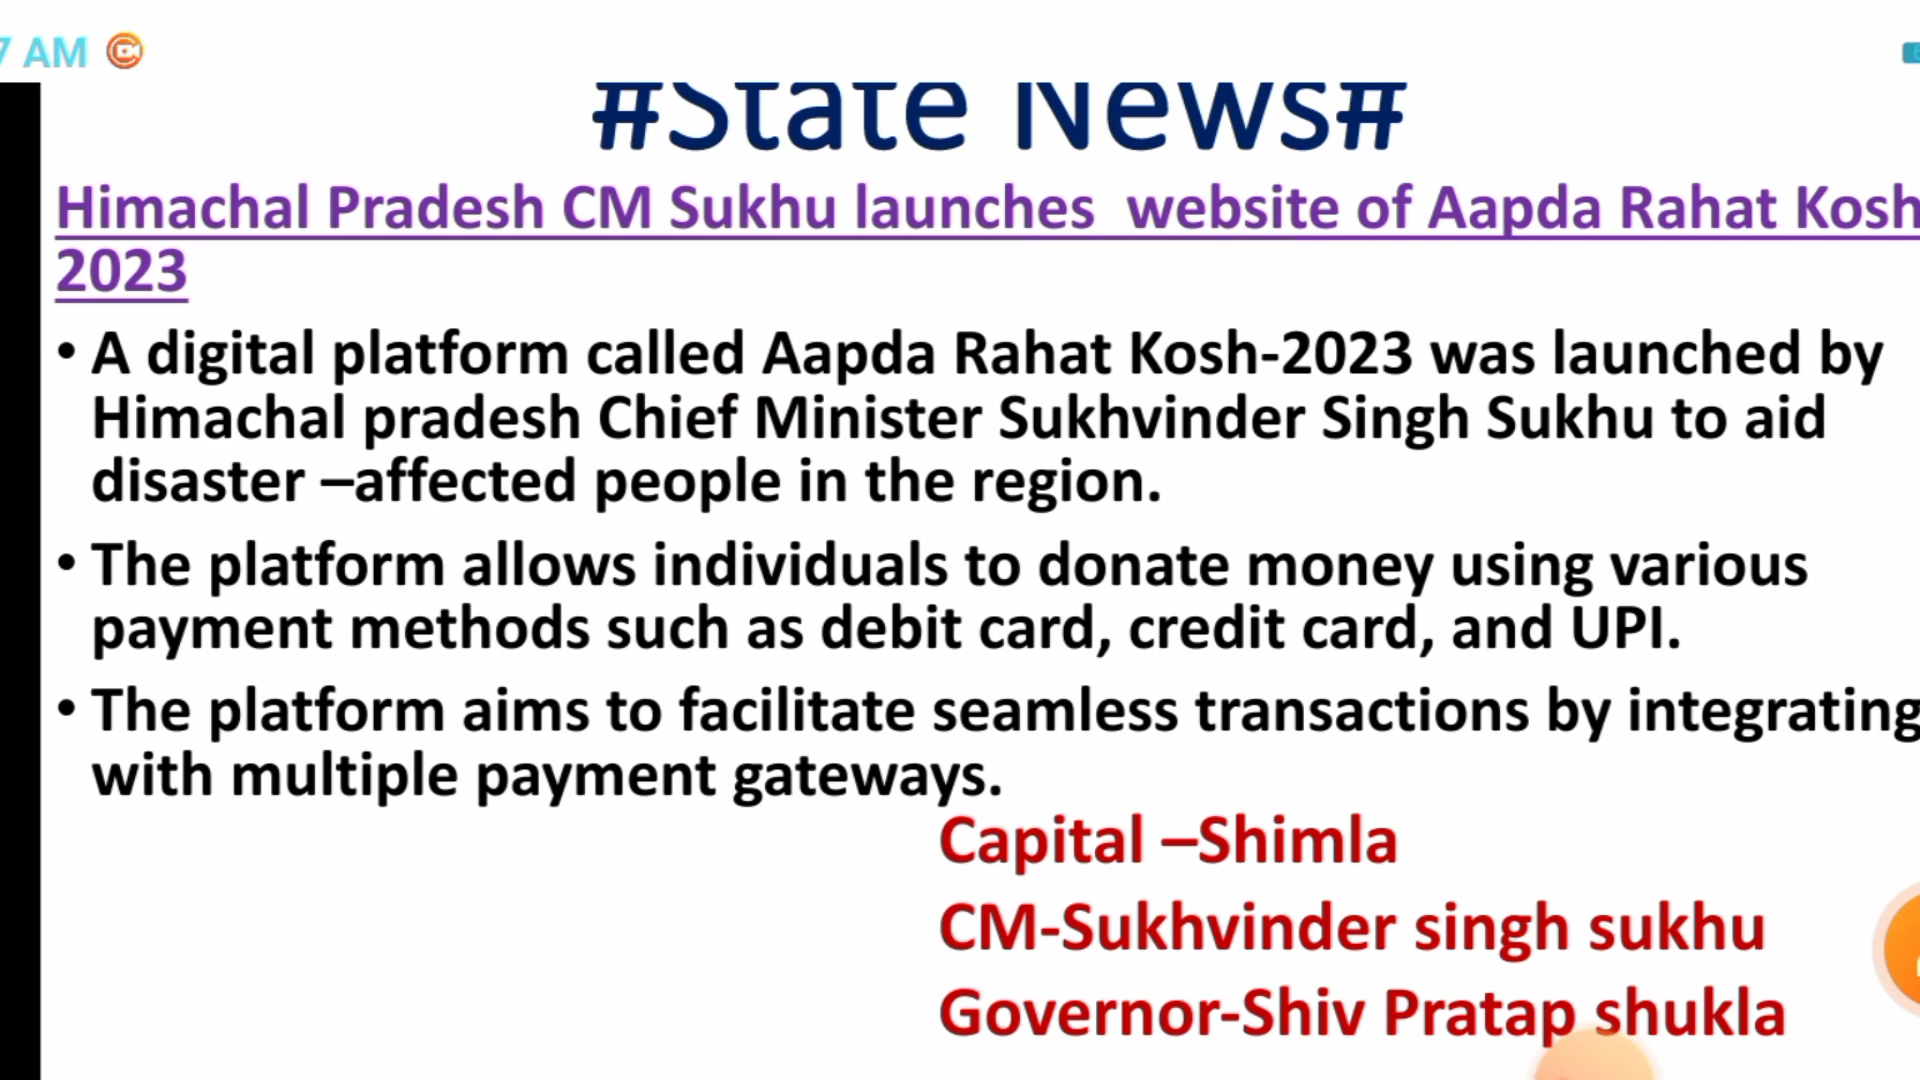 7 AM
#State News#
Himachal Pradesh CM Sukhu launches  website of Aapda Rahat Kosh
2023
• A digital platform called Aapda Rahat Kosh-2023 was launched by
Himachal pradesh Chief Minister Sukhvinder Singh Sukhu to aid
disaster –affected people in the region.
• The platform allows individuals to donate money using various
payment methods such as debit card, credit card, and UPI.
• The platform aims to facilitate seamless transactions by integrating
with multiple payment gateways.
Capital –Shimla
CM-Sukhvinder singh sukhu
Governor-Shiv Pratap shukla